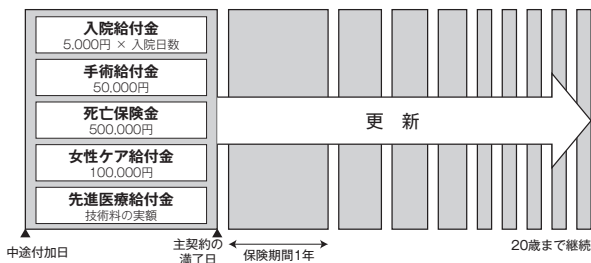 入院給付金
5,000円 × 入院日数
手術給付金
50,000円
死亡保険金
500,000円
女性ケア給付金
100,000円
先進医療給付金
技術料の実額
更 新
中途付加日
主契約の
満了日
保険期間1年
20歳まで継続